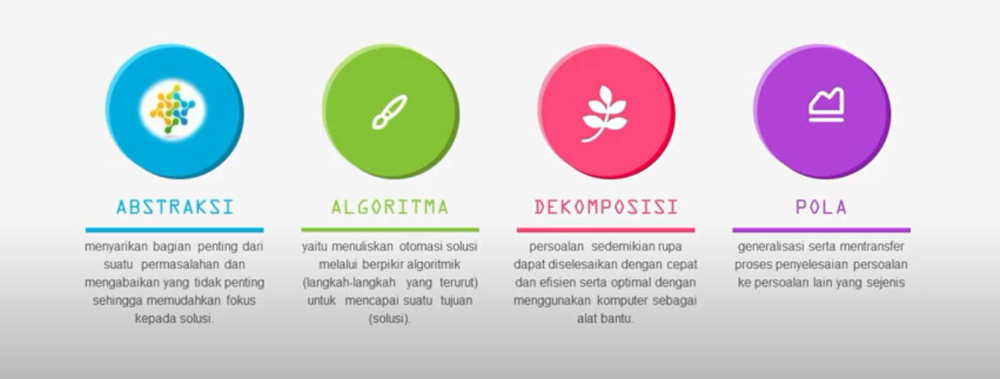 ABSTRAKSI
menyarikan bagian penting dari
suatu permasalahan dan
mengabaikan yang tidak penting
sehingga memudahkan fokus
kepada solusi.
ALGORITMA
yaitu menuliskan otomasi solusi
melalui berpikir algoritmik
(langkah-langkah yang terurut)
untuk mencapai suatu tujuan
(solusi).
DEKOMPOSISI
persoalan sedemikian rupa
dapat diselesaikan dengan cepat
dan efisien serta optimal dengan
menggunakan komputer sebagai
alat bantu.
POLA
generalisasi serta mentransfer
proses penyelesaian persoalan
ke persoalan lain yang sejenis